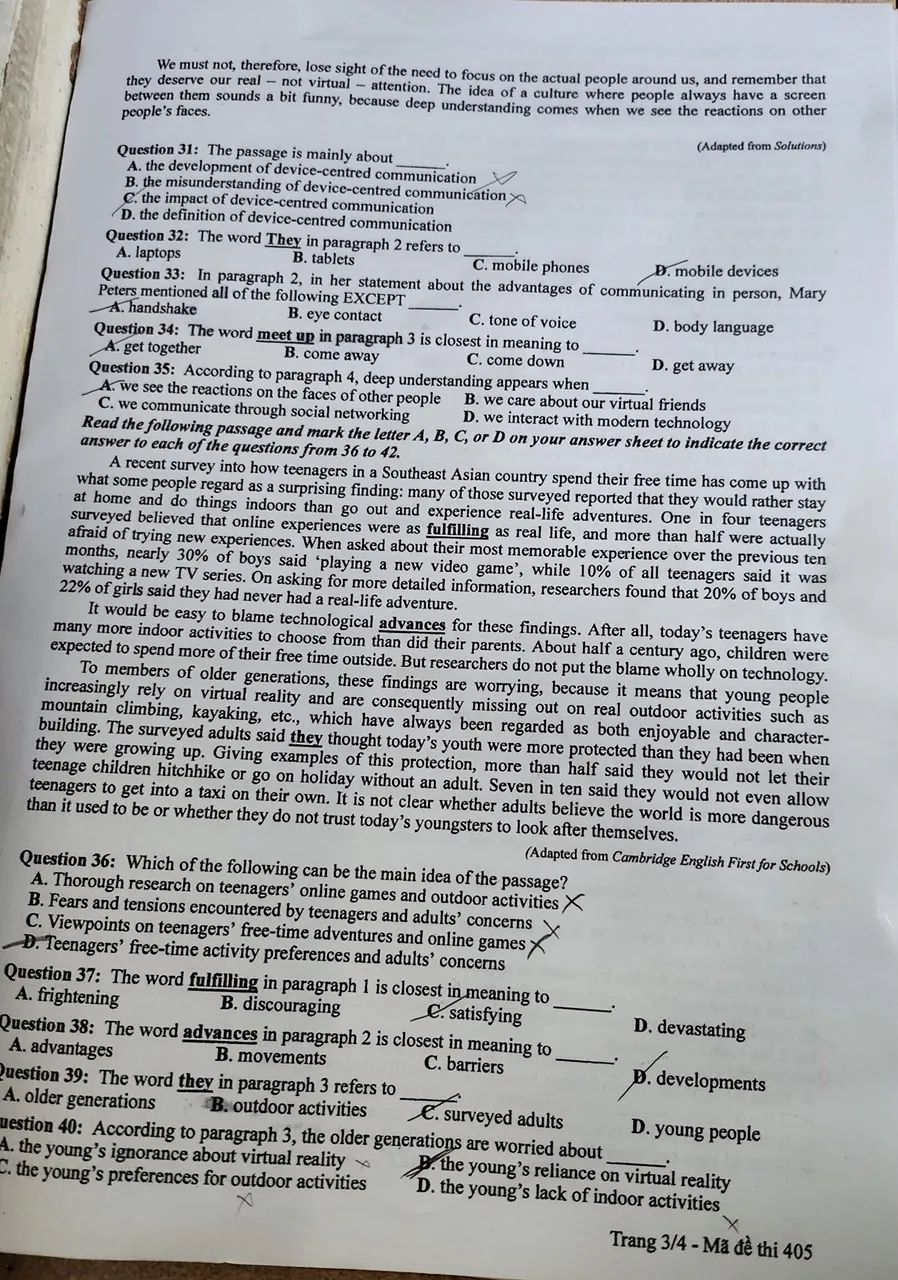 We must not, therefore, lose sight of the need to focus on the actual people around us, and remember that
they deserve our real – not virtual – attention. The idea of a culture where people always have a screen
between them sounds a bit funny, because deep understanding comes when we see the reactions on other
people's faces.
(Adapted from Solutions)
Question 31: The passage is mainly about ______.
A. the development of device-centred communication
B. the misunderstanding of device-centred communication
C. the impact of device-centred communication
D. the definition of device-centred communication
Question 32: The word They in paragraph 2 refers to ______.
A. laptops B. tablets C. mobile phones D. mobile devices
Question 33: In paragraph 2, in her statement about the advantages of communicating in person, Mary
Peters mentioned all of the following EXCEPT ______.
A. handshake B. eye contact C. tone of voice D. body language
Question 34: The word meet up in paragraph 3 is closest in meaning to ______.
A. get together B. come away C. come down D. get away
Question 35: According to paragraph 4, deep understanding appears when ______.
A. we see the reactions on the faces of other people B. we care about our virtual friends
C. we communicate through social networking D. we interact with modern technology
Read the following passage and mark the letter A, B, C, or D on your answer sheet to indicate the correct
answer to each of the questions from 36 to 42.
A recent survey into how teenagers in a Southeast Asian country spend their free time has come up with
what some people regard as a surprising finding: many of those surveyed reported that they would rather stay
at home and do things indoors than go out and experience real-life adventures. One in four teenagers
surveyed believed that online experiences were as fulfilling as real life, and more than half were actually
afraid of trying new experiences. When asked about their most memorable experience over the previous ten
months, nearly 30% of boys said 'playing a new video game', while 10% of all teenagers said it was
watching a new TV series. On asking for more detailed information, researchers found that 20% of boys and
22% of girls said they had never had a real-life adventure.
It would be easy to blame technological advances for these findings. After all, today's teenagers have
many more indoor activities to choose from than did their parents. About half a century ago, children were
expected to spend more of their free time outside. But researchers do not put the blame wholly on technology.
To members of older generations, these findings are worrying, because it means that young people
increasingly rely on virtual reality and are consequently missing out on real outdoor activities such as
mountain climbing, kayaking, etc., which have always been regarded as both enjoyable and character-
building. The surveyed adults said they thought today's youth were more protected than they had been when
they were growing up. Giving examples of this protection, more than half said they would not let their
teenage children hitchhike or go on holiday without an adult. Seven in ten said they would not even allow
teenagers to get into a taxi on their own. It is not clear whether adults believe the world is more dangerous
than it used to be or whether they do not trust today's youngsters to look after themselves.
(Adapted from Cambridge English First for Schools)
Question 36: Which of the following can be the main idea of the passage?
A. Thorough research on teenagers' online games and outdoor activities
B. Fears and tensions encountered by teenagers and adults' concerns
C. Viewpoints on teenagers' free-time adventures and online games
D. Teenagers' free-time activity preferences and adults' concerns
Question 37: The word fulfilling in paragraph 1 is closest in meaning to ______.
A. frightening B. discouraging C. satisfying D. devastating
Question 38: The word advances in paragraph 2 is closest in meaning to ______.
A. advantages B. movements C. barriers D. developments
Question 39: The word they in paragraph 3 refers to ______.
A. older generations B. outdoor activities C. surveyed adults D. young people
uestion 40: According to paragraph 3, the older generations are worried about ______.
A. the young's ignorance about virtual reality B. the young's reliance on virtual reality
C. the young's preferences for outdoor activities D. the young's lack of indoor activities
Trang 3/4 - Mã đề thi 405